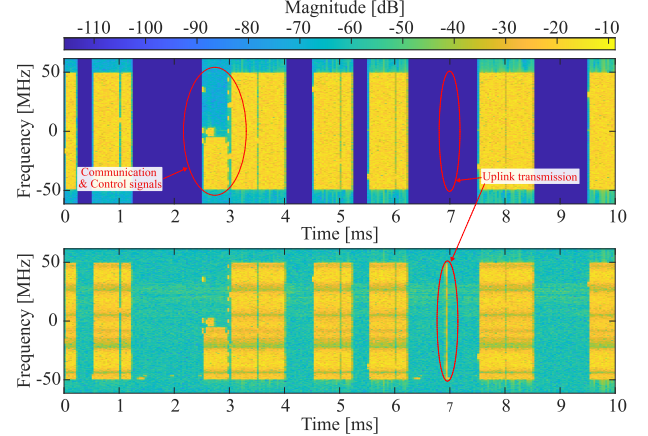 Magnitude [dB]
-110 -100 -90 -80 -70 -60 -50 -40 -30 -20 -10
50
0
-50
Frequency [MHz]
Communication
& Control signals
Uplink transmission
0 1 2 3 4 5 6 7 8 9 10
Time [ms]
50
0
-50
Frequency [MHz]
0 1 2 3 4 5 6 7 8 9 10
Time [ms]